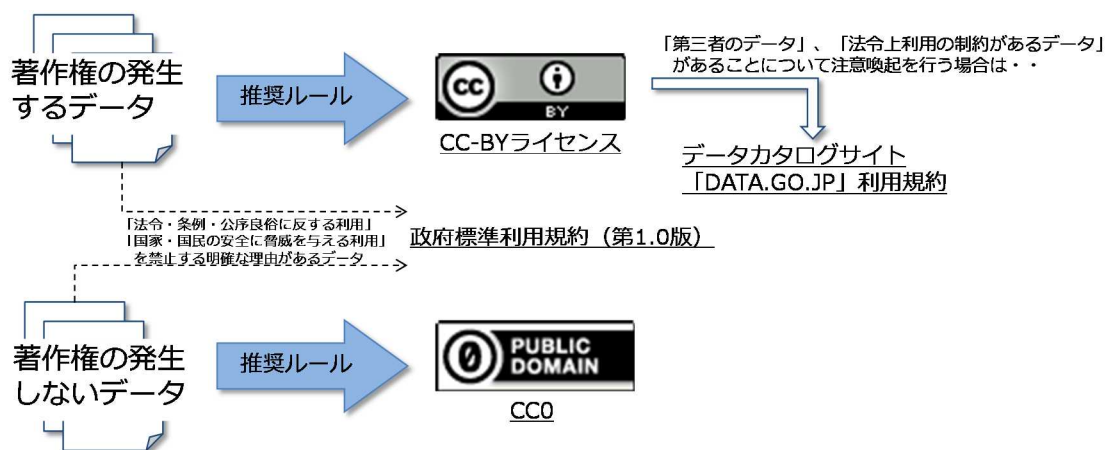 著作権の発生
するデータ
推奨ルール
cc
BY
CC-BYライセンス
「第三者のデータ」、「法令上利用の制約があるデータ」
があることについて注意喚起を行う場合は・・
データカタログサイト
「DATA.GO.JP」利用規約
「法令・条例・公序良俗に反する利用」
「国家・国民の安全に脅威を与える利用」
を禁止する明確な理由があるデータ
政府標準利用規約（第1.0版）
著作権の発生
しないデータ
推奨ルール
0
PUBLIC
DOMAIN
CC0